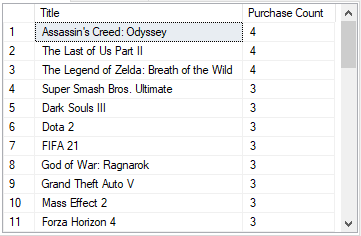 Title Purchase Count
1 Assassin's Creed: Odyssey 4
2 The Last of Us Part II 4
3 The Legend of Zelda: Breath of the Wild 4
4 Super Smash Bros. Ultimate 3
5 Dark Souls III 3
6 Dota 2 3
7 FIFA 21 3
8 God of War: Ragnarok 3
9 Grand Theft Auto V 3
10 Mass Effect 2 3
11 Forza Horizon 4 3